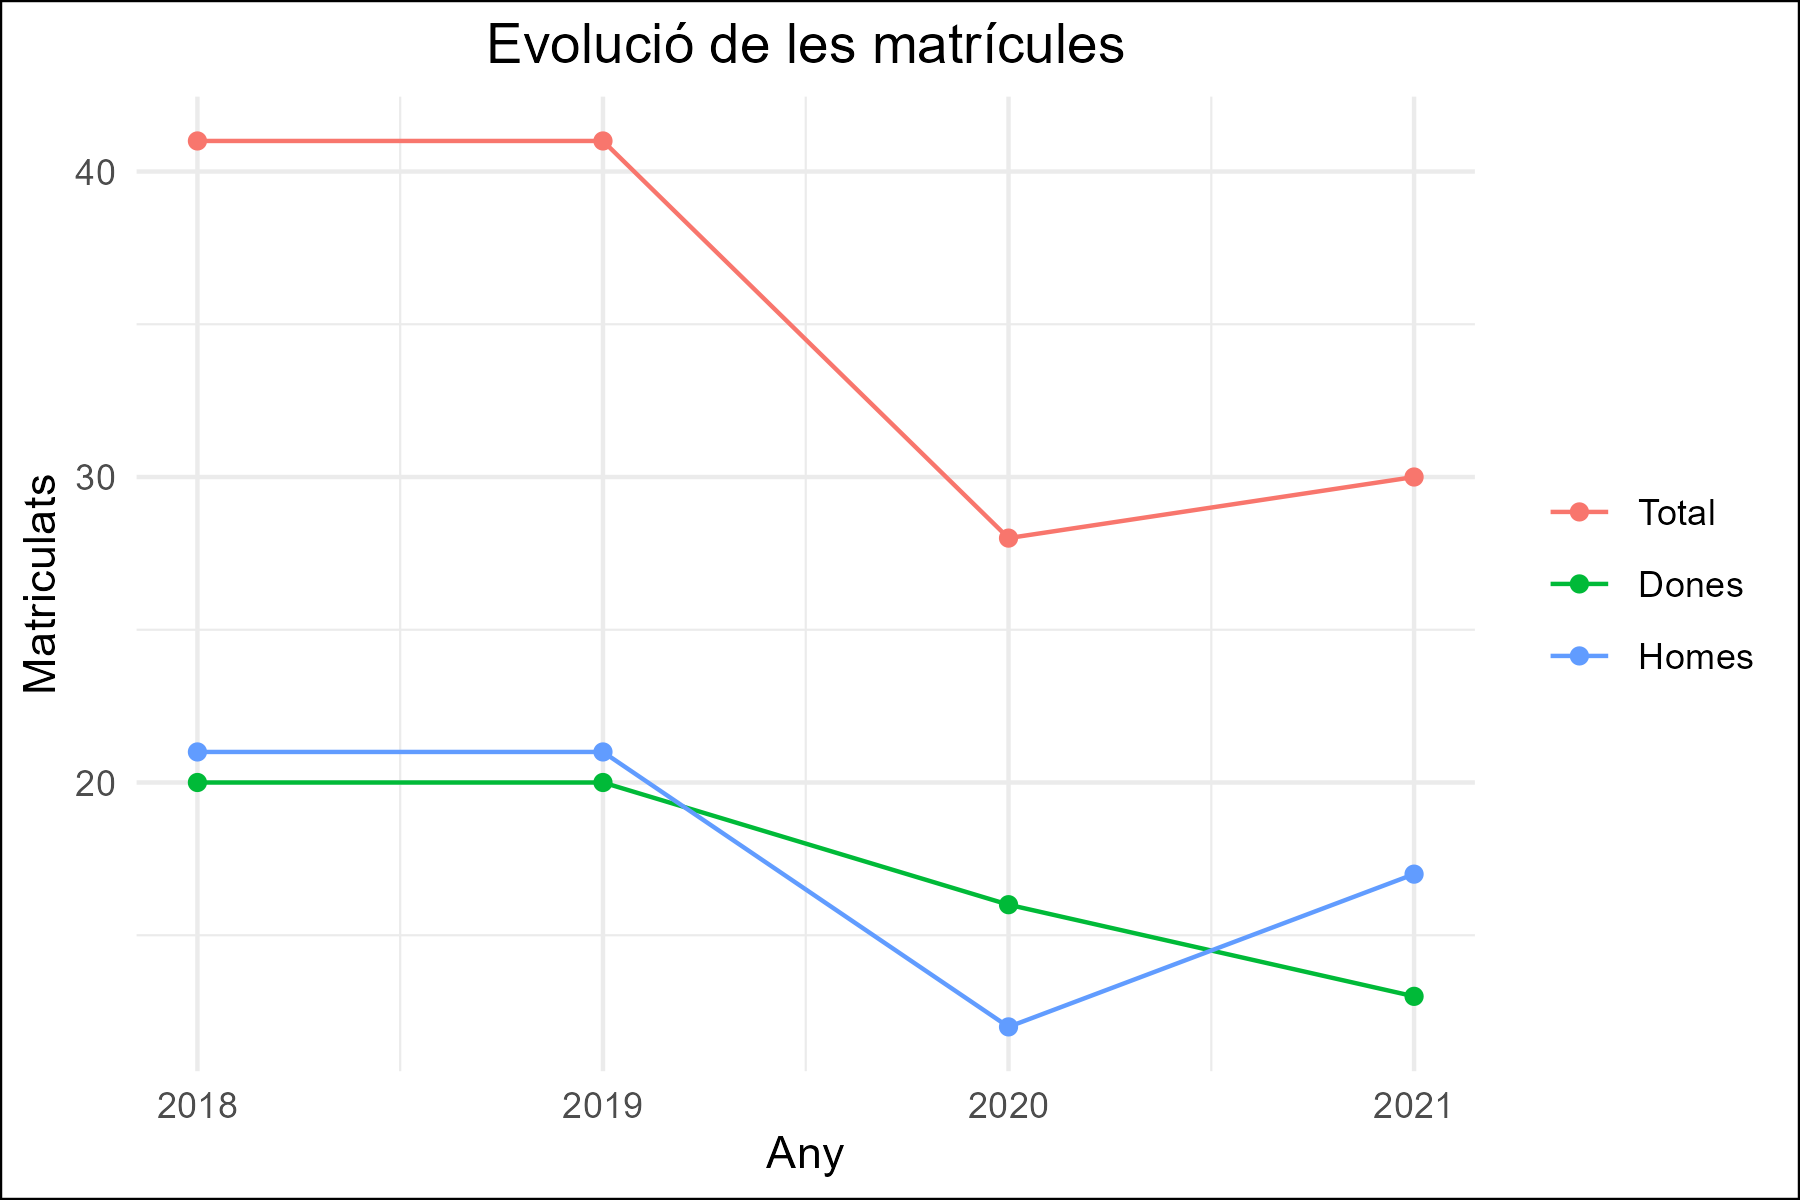 Evolució de les matrícules
40
30
20
Matriculats
2018 2019 2020 2021
Any
Total
Dones
Homes